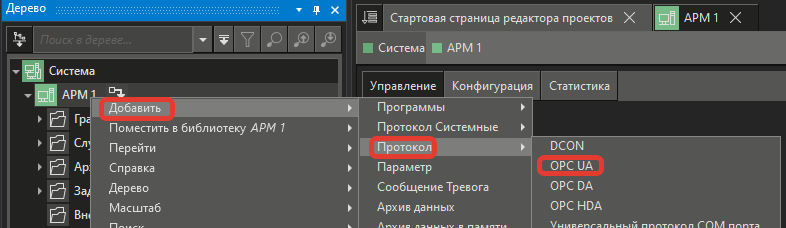 Дерево
Поиск в дереве...
Система
АРМ 1
Добавить
Поместить в библиотеку АРМ 1
Перейти
Справка
Дерево
Масштаб
Поиск
Гра
Слу
Арх
Зад
Вне
Стартовая страница редактора проектов
АРМ 1
Система
АРМ 1
Управление
Конфигурация
Статистика
Программы
Протокол Системные
Протокол
Параметр
Сообщение Тревога
Архив данных
Архив данных в памяти
DCON
OPC UA
OPC DA
OPC HDA
Универсальный протокол COM порта